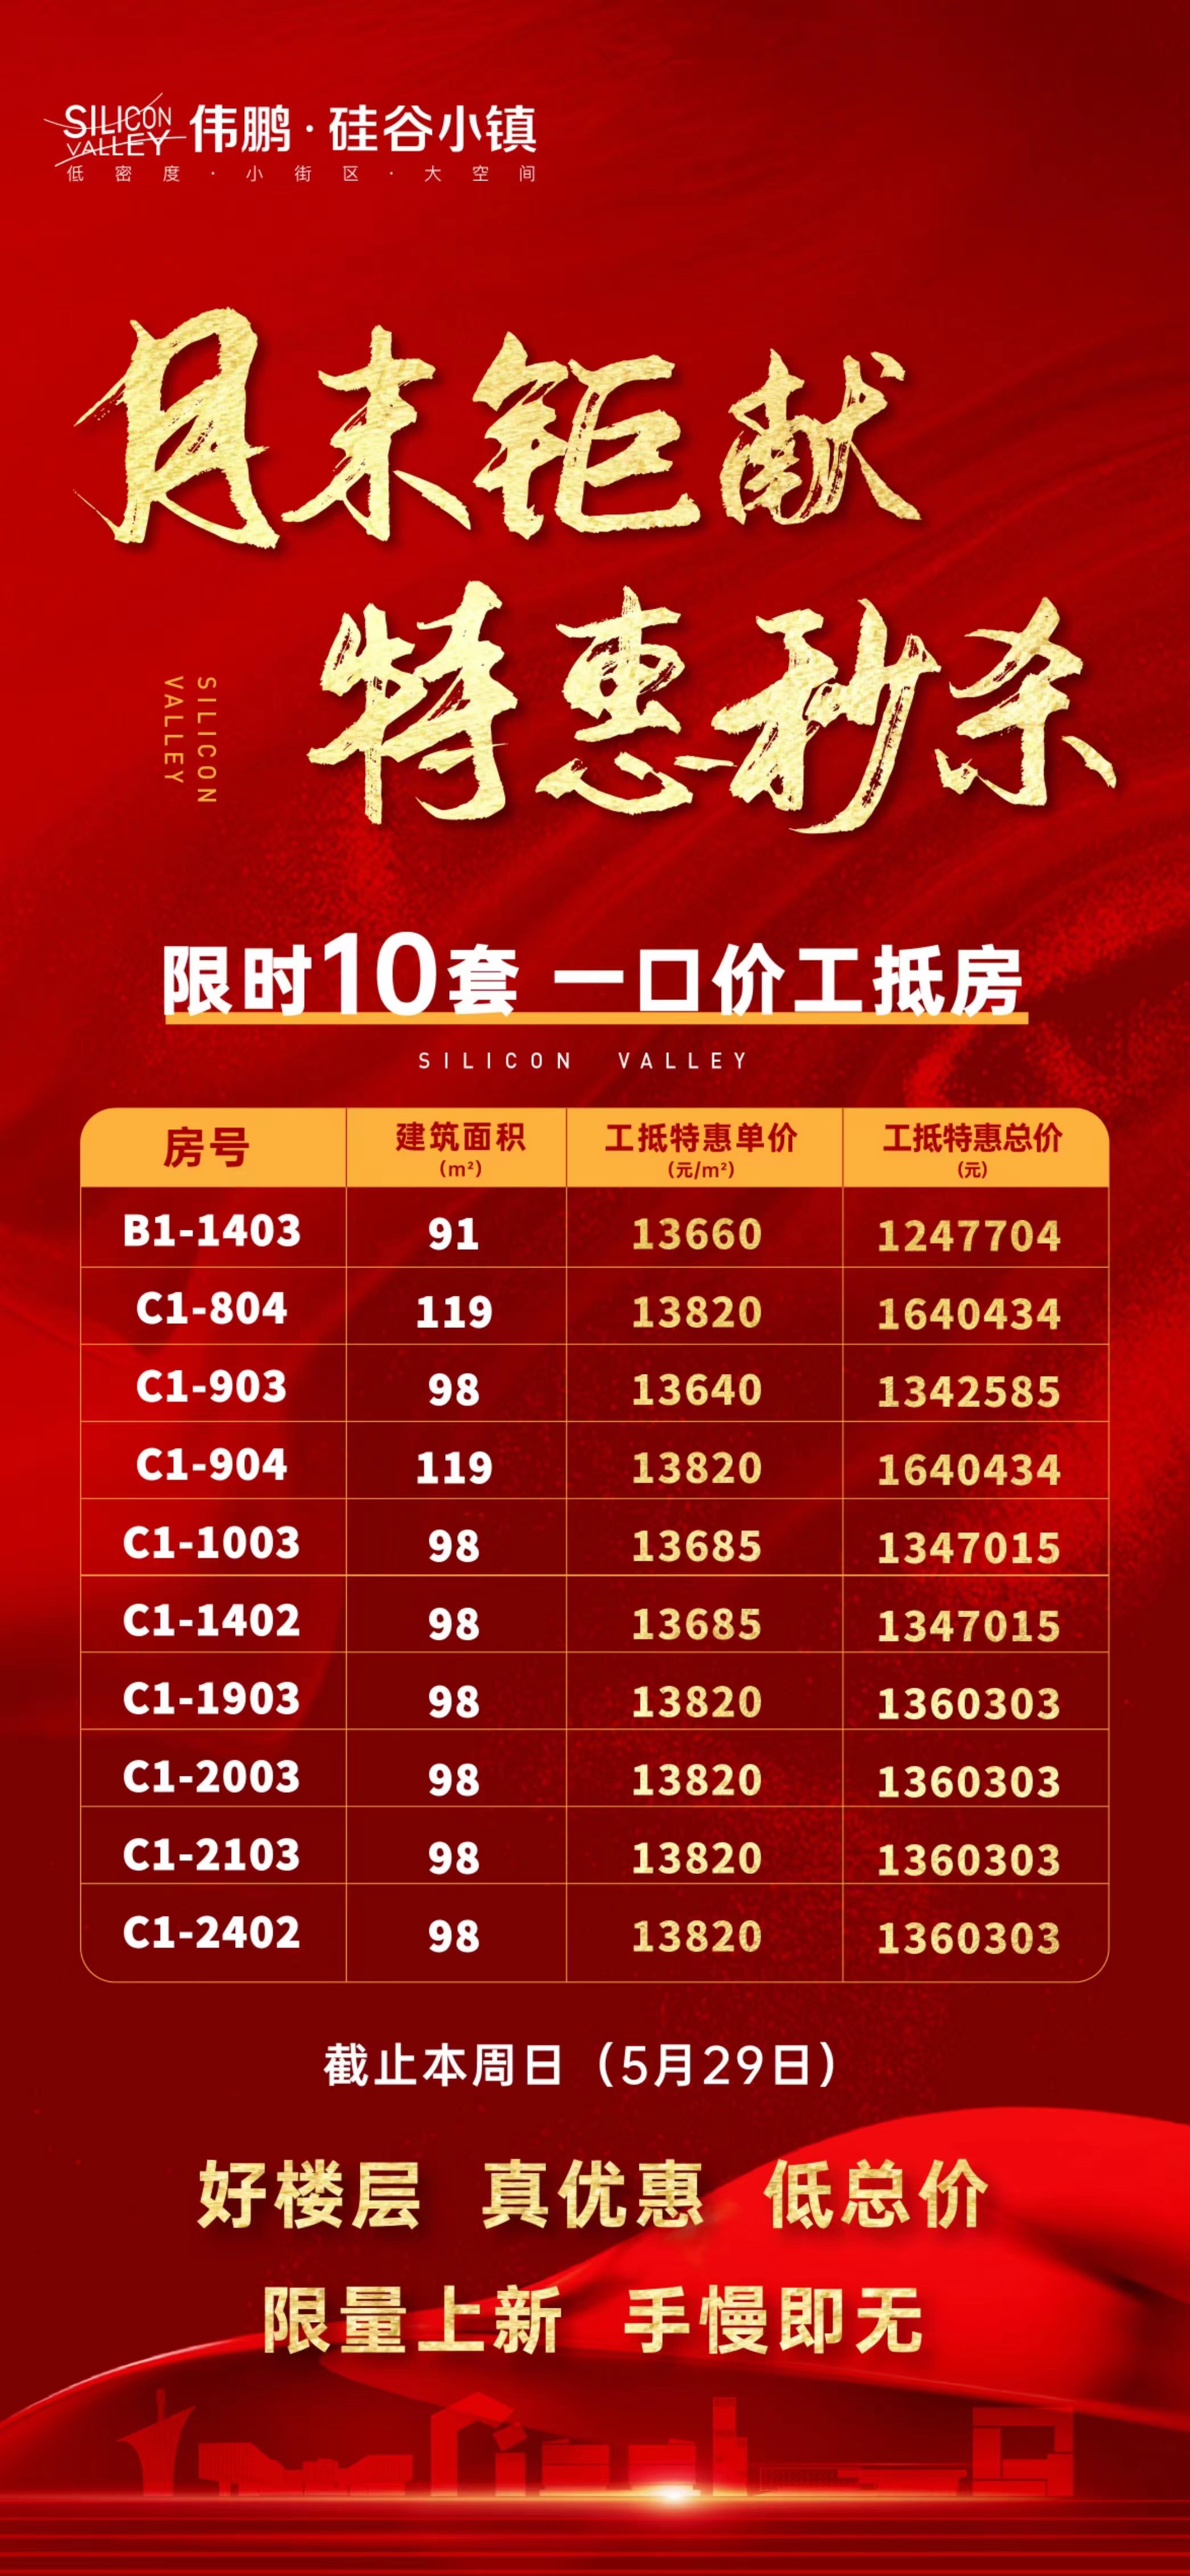 SILICON VALLEY 伟鹏·硅谷小镇
低密度·小街区·大空间
月末钜献
特惠秒杀
SILICON
VALLEY
限时10套 一口价工抵房
SILICON VALLEY
房号 建筑面积(m²) 工抵特惠单价(元/m²) 工抵特惠总价(元)
B1-1403 91 13660 1247704
C1-804 119 13820 1640434
C1-903 98 13640 1342585
C1-904 119 13820 1640434
C1-1003 98 13685 1347015
C1-1402 98 13685 1347015
C1-1903 98 13820 1360303
C1-2003 98 13820 1360303
C1-2103 98 13820 1360303
C1-2402 98 13820 1360303
截止本周日（5月29日）
好楼层 真优惠 低总价
限量上新 手慢即无